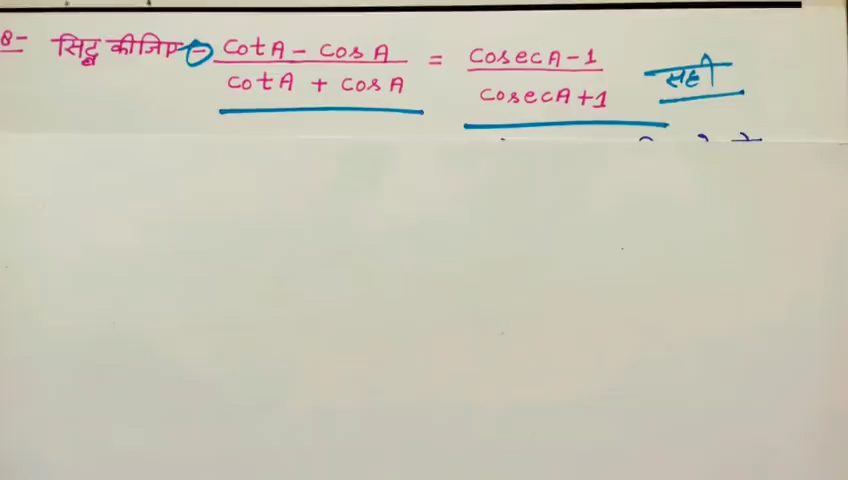 8- सिद्ध कीजिए - CotA - cosA / cotA + cosA = CosecA-1 / cosecA+1 सही